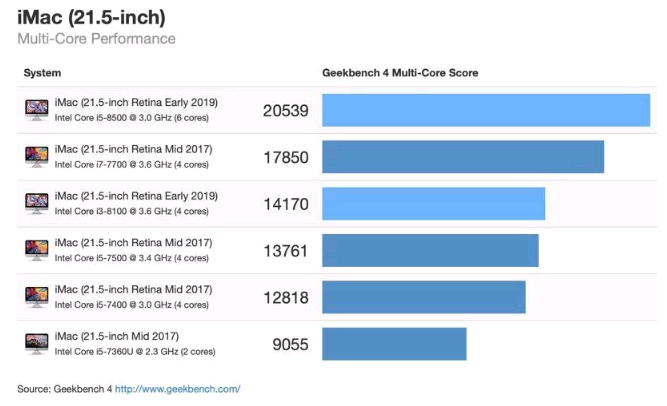 iMac (21.5-inch)
Multi-Core Performance
System Geekbench 4 Multi-Core Score
iMac (21.5-inch Retina Early 2019)
Intel Core i5-8500 @ 3.0 GHz (6 cores)
20539
iMac (21.5-inch Retina Mid 2017)
Intel Core i7-7700 @ 3.6 GHz (4 cores)
17850
iMac (21.5-inch Retina Early 2019)
Intel Core i3-8100 @ 3.6 GHz (4 cores)
14170
iMac (21.5-inch Retina Mid 2017)
Intel Core i5-7500 @ 3.4 GHz (4 cores)
13761
iMac (21.5-inch Retina Mid 2017)
Intel Core i5-7400 @ 3.0 GHz (4 cores)
12818
iMac (21.5-inch Mid 2017)
Intel Core i5-7360U @ 2.3 GHz (2 cores)
9055
Source: Geekbench 4 http://www.geekbench.com/